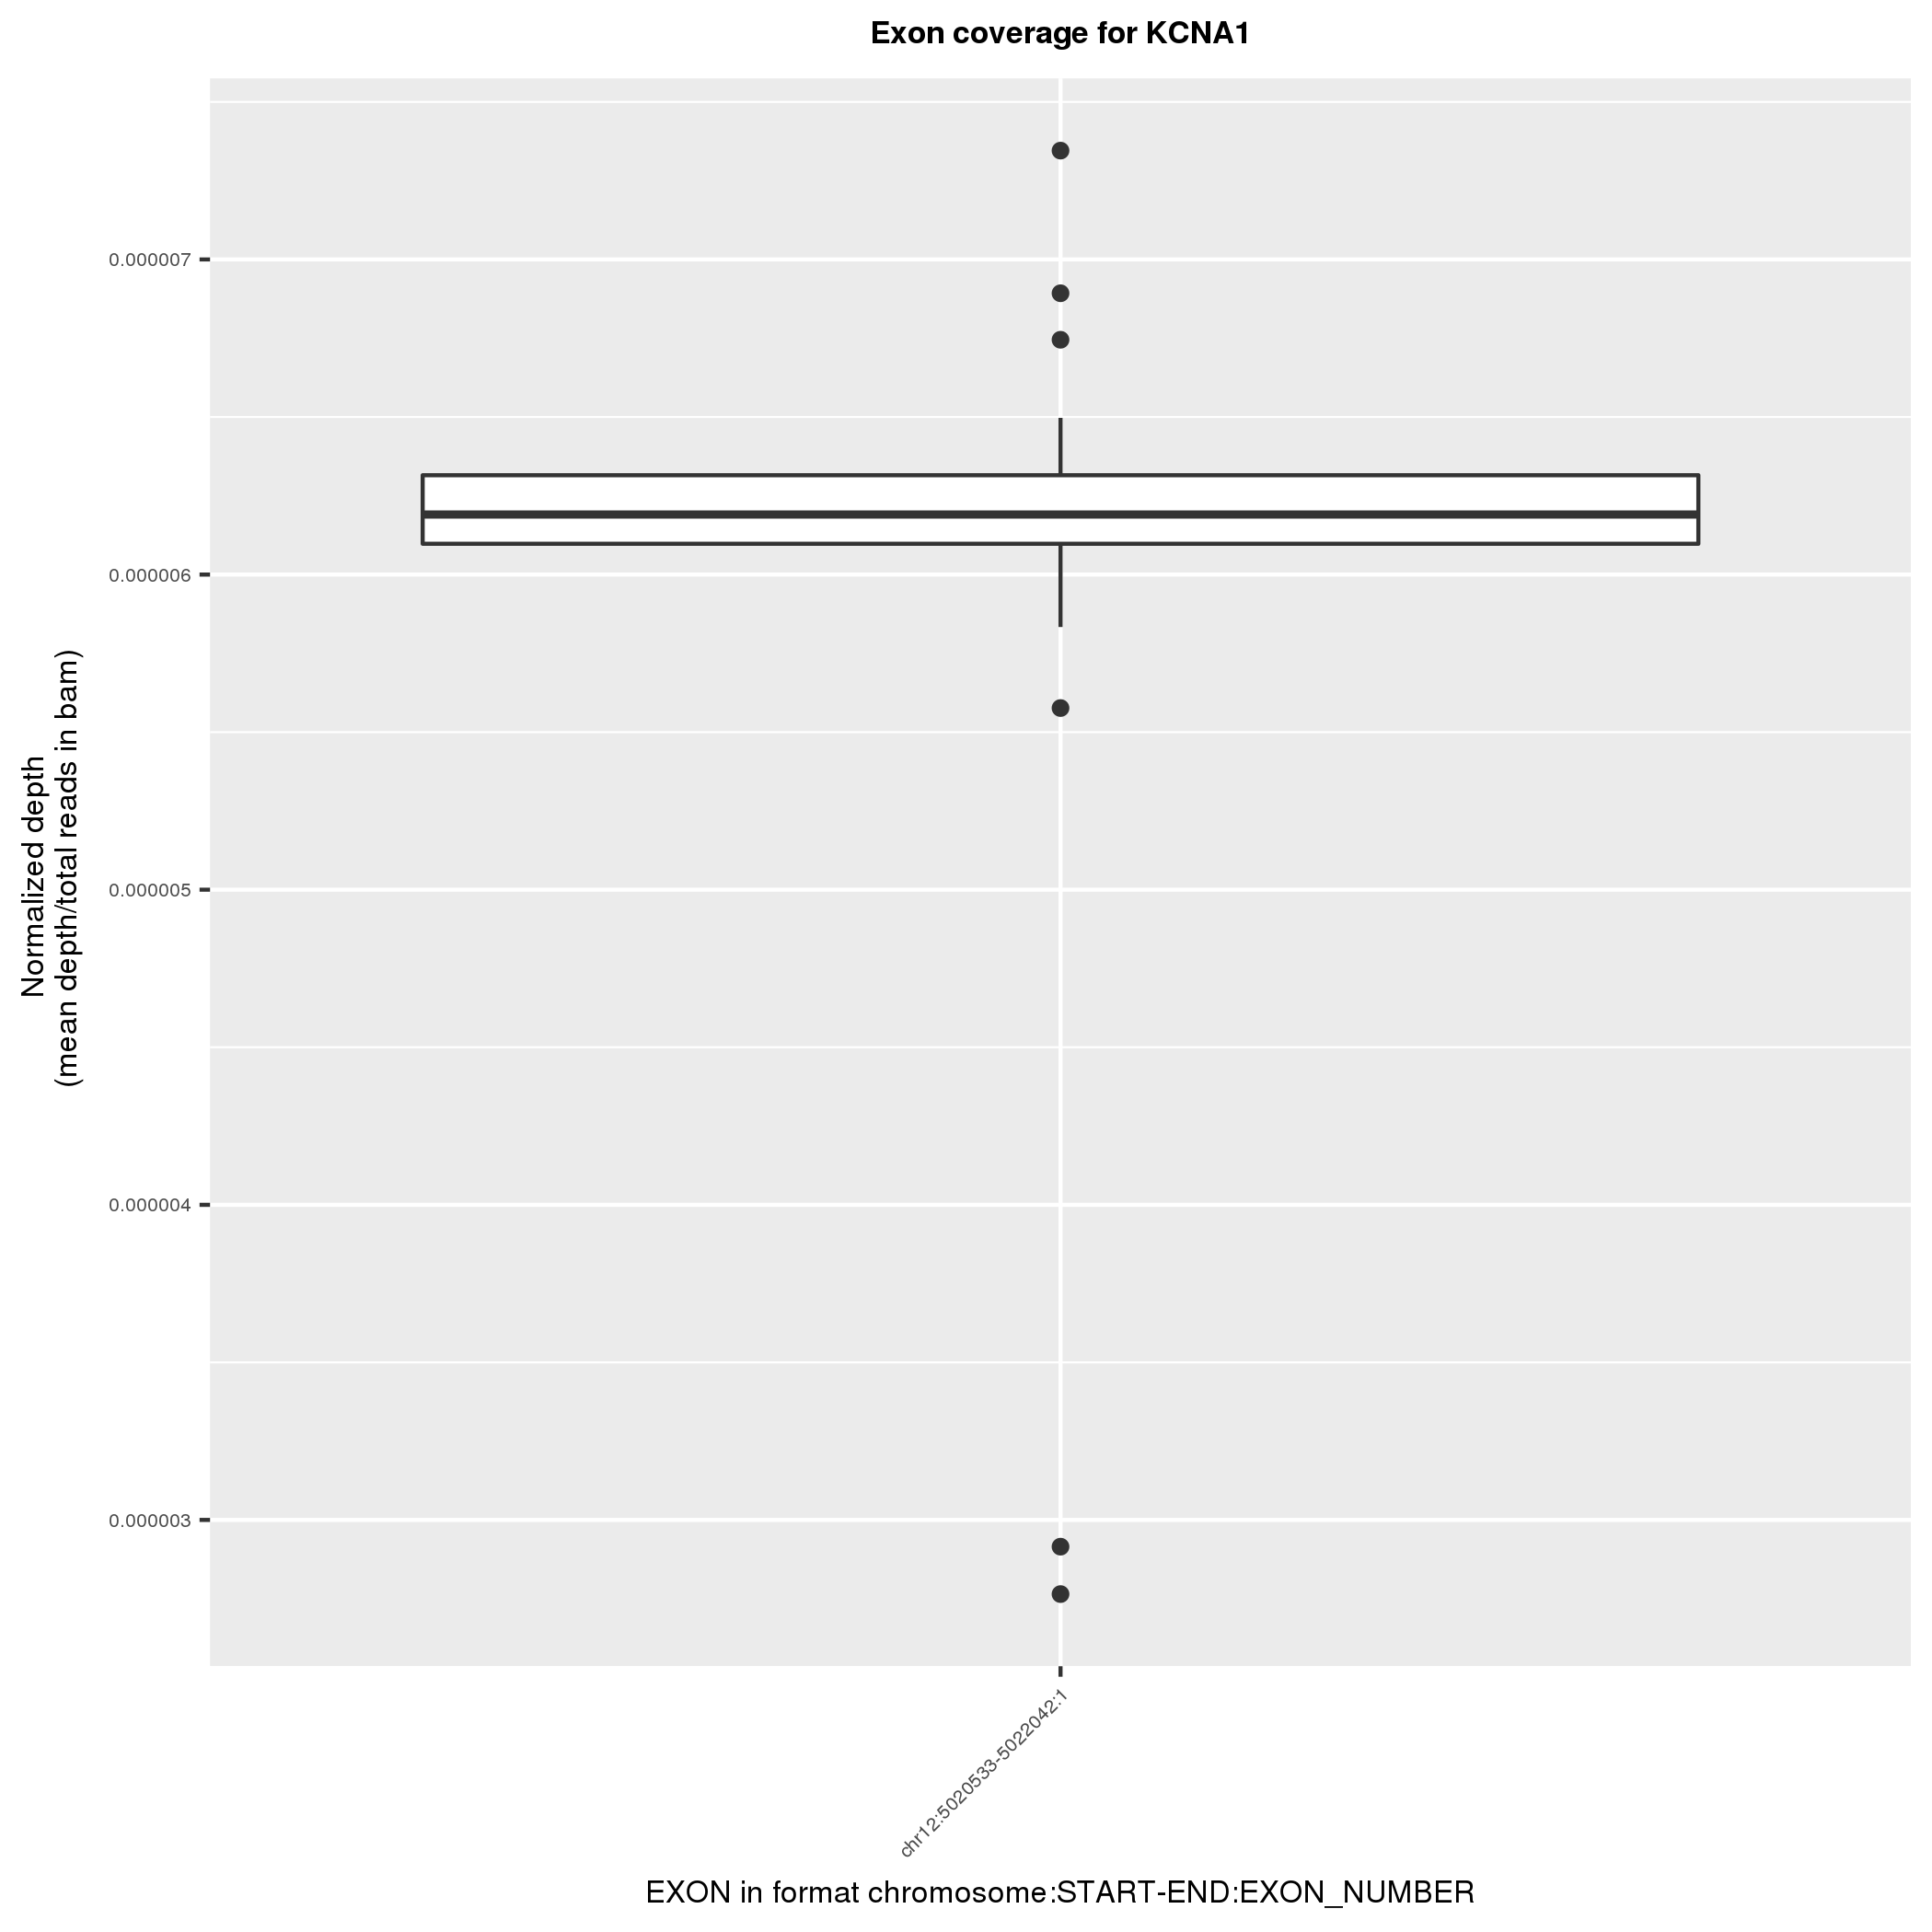 Exon coverage for KCNA1
Normalized depth
(mean depth/total reads in bam)
0.000007
0.000006
0.000005
0.000004
0.000003
chr12:5020533-5022042:1
EXON in format chromosome:START-END:EXON_NUMBER